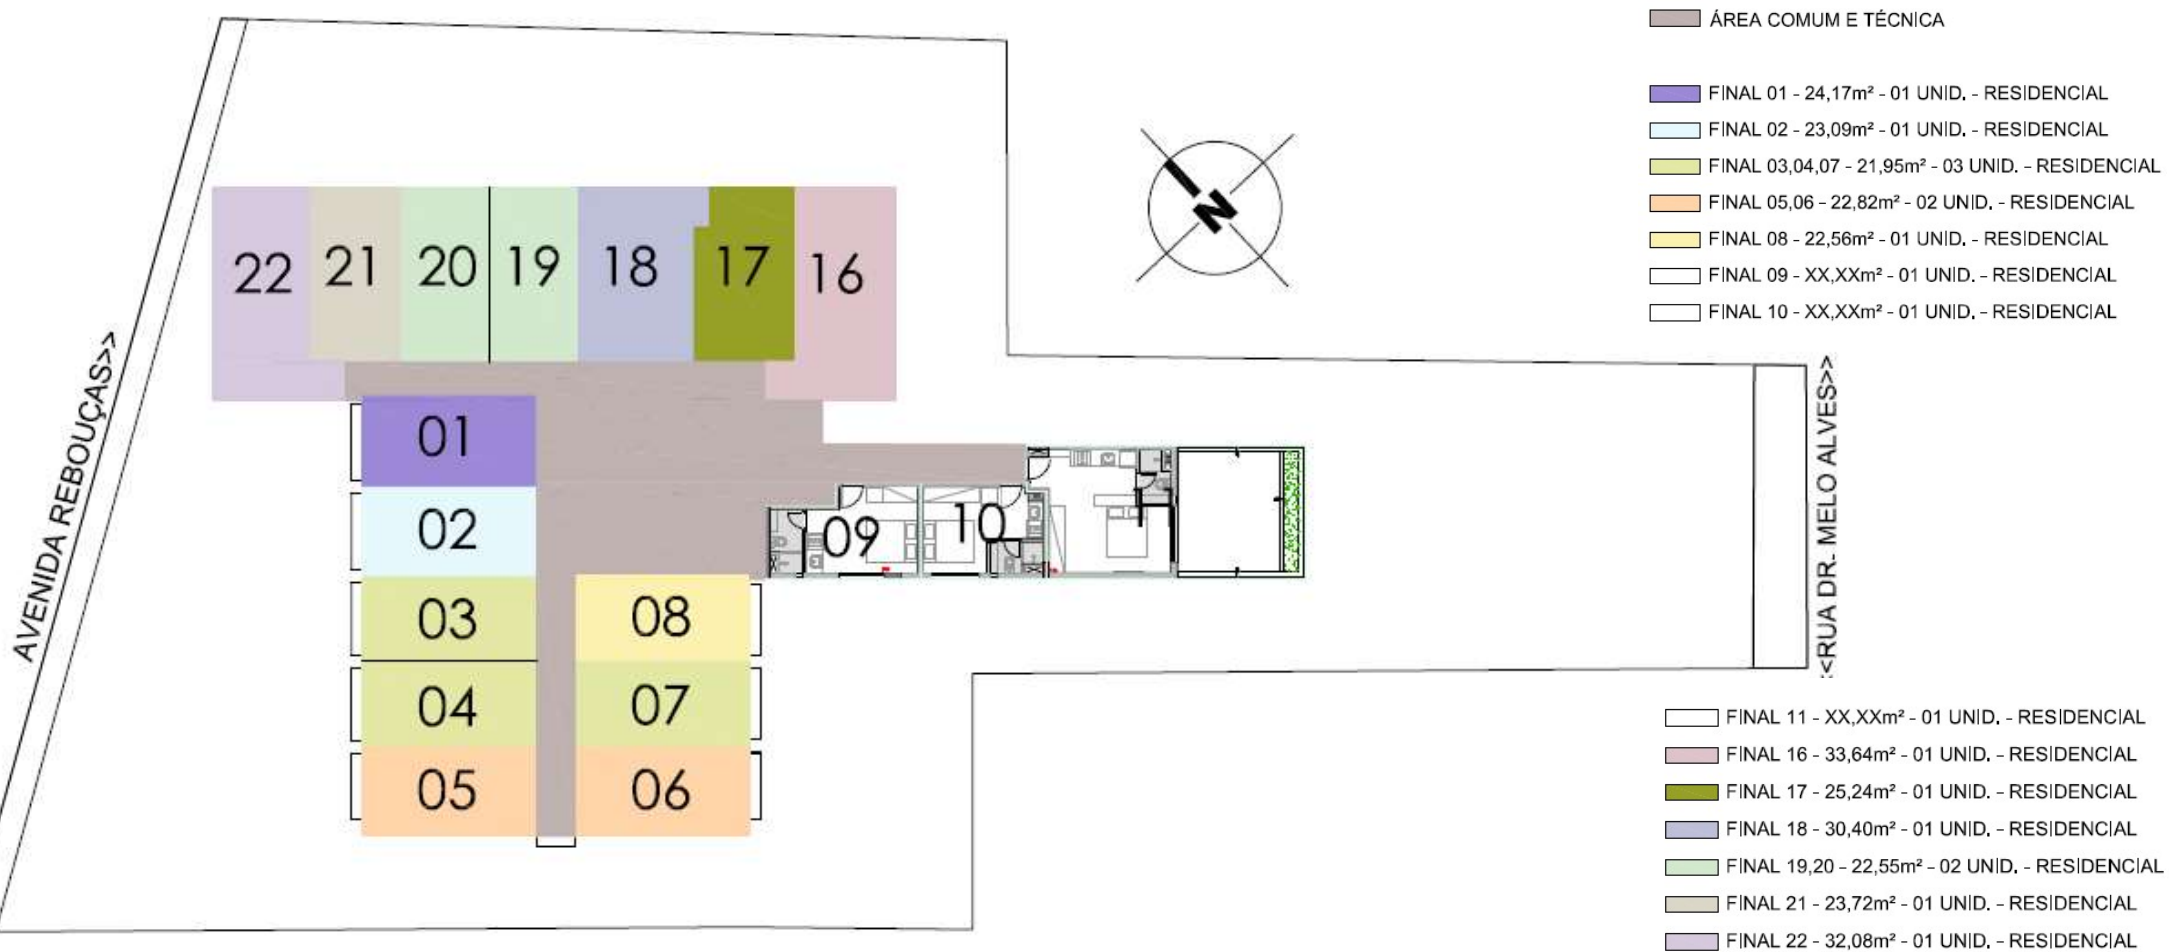 ÁREA COMUM E TÉCNICA
FINAL 01 - 24,17m² - 01 UNID. - RESIDENCIAL
FINAL 02 - 23,09m² - 01 UNID. - RESIDENCIAL
FINAL 03,04,07 - 21,95m² - 03 UNID. - RESIDENCIAL
FINAL 05,06 - 22,82m² - 02 UNID. - RESIDENCIAL
FINAL 08 - 22,56m² - 01 UNID. - RESIDENCIAL
FINAL 09 - XX,XXm² - 01 UNID. - RESIDENCIAL
FINAL 10 - XX,XXm² - 01 UNID. - RESIDENCIAL
N
22 21 20 19 18 17 16
AVENIDA REBOUÇAS>>
01
02
09 10
03 08
04 07
05 06
<<RUA DR. MELO ALVES>>
FINAL 11 - XX,XXm² - 01 UNID. - RESIDENCIAL
FINAL 16 - 33,64m² - 01 UNID. - RESIDENCIAL
FINAL 17 - 25,24m² - 01 UNID. - RESIDENCIAL
FINAL 18 - 30,40m² - 01 UNID. - RESIDENCIAL
FINAL 19,20 - 22,55m² - 02 UNID. - RESIDENCIAL
FINAL 21 - 23,72m² - 01 UNID. - RESIDENCIAL
FINAL 22 - 32,08m² - 01 UNID. - RESIDENCIAL